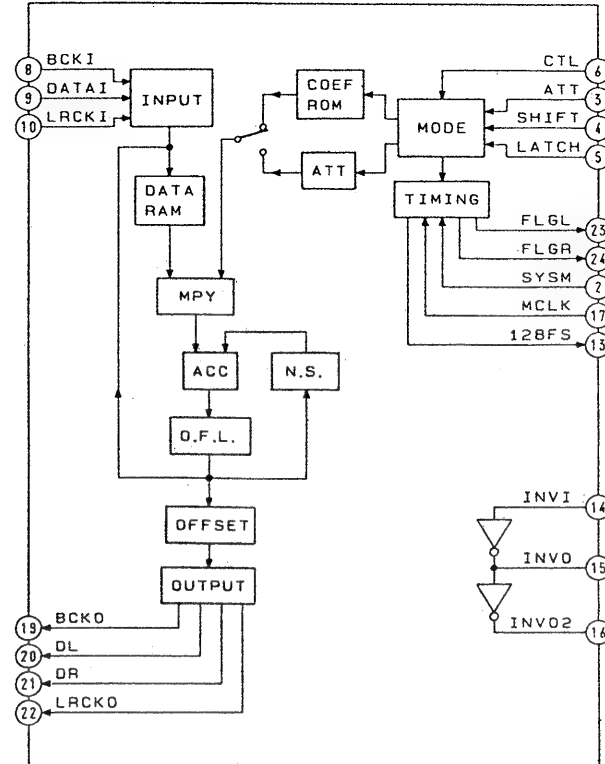 8 BCKI
9 DATAI
10 LRCKI
INPUT
COEF
ROM
MODE
CTL 6
ATT 3
SHIFT 4
LATCH 5
ATT
DATA
RAM
TIMING
FLGL 23
FLGR 24
SYSM 2
MCLK 17
128FS 13
MPY
ACC
N.S.
O.F.L.
OFFSET
OUTPUT
INVI 14
INVO 15
INVO2 16
19 BCKO
20 DL
21 DR
22 LRCKO